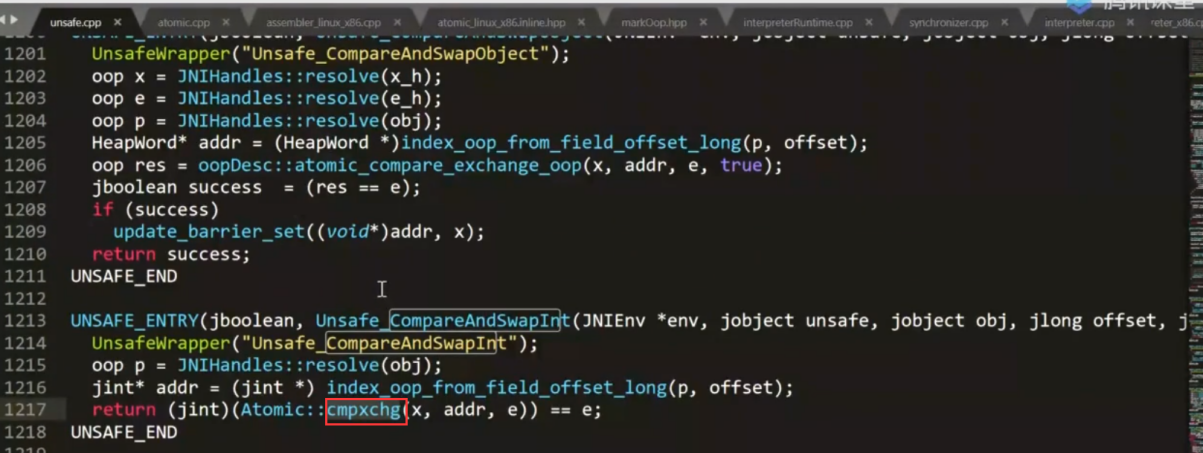 unsafe.cpp × atomic.cpp × assembler_linux_x86.cpp × atomic_linux_x86.inline.hpp × markOop.hpp × interpreterRuntime.cpp × synchronizer.cpp × interpreter.cpp ×
腾讯课堂
1201 UnsafeWrapper("Unsafe_CompareAndSwapObject");
1202 oop x = JNIHandles::resolve(x_h);
1203 oop e = JNIHandles::resolve(e_h);
1204 oop p = JNIHandles::resolve(obj);
1205 HeapWord* addr = (HeapWord *)index_oop_from_field_offset_long(p, offset);
1206 oop res = oopDesc::atomic_compare_exchange_oop(x, addr, e, true);
1207 jboolean success  = (res == e);
1208 if (success)
1209 update_barrier_set((void*)addr, x);
1210 return success;
1211 UNSAFE_END
1212
1213 UNSAFE_ENTRY(jboolean, Unsafe_CompareAndSwapInt(JNIEnv *env, jobject unsafe, jobject obj, jlong offset, j
1214 UnsafeWrapper("Unsafe_CompareAndSwapInt");
1215 oop p = JNIHandles::resolve(obj);
1216 jint* addr = (jint *) index_oop_from_field_offset_long(p, offset);
1217 return (jint)(Atomic::cmpxchg(x, addr, e)) == e;
1218 UNSAFE_END